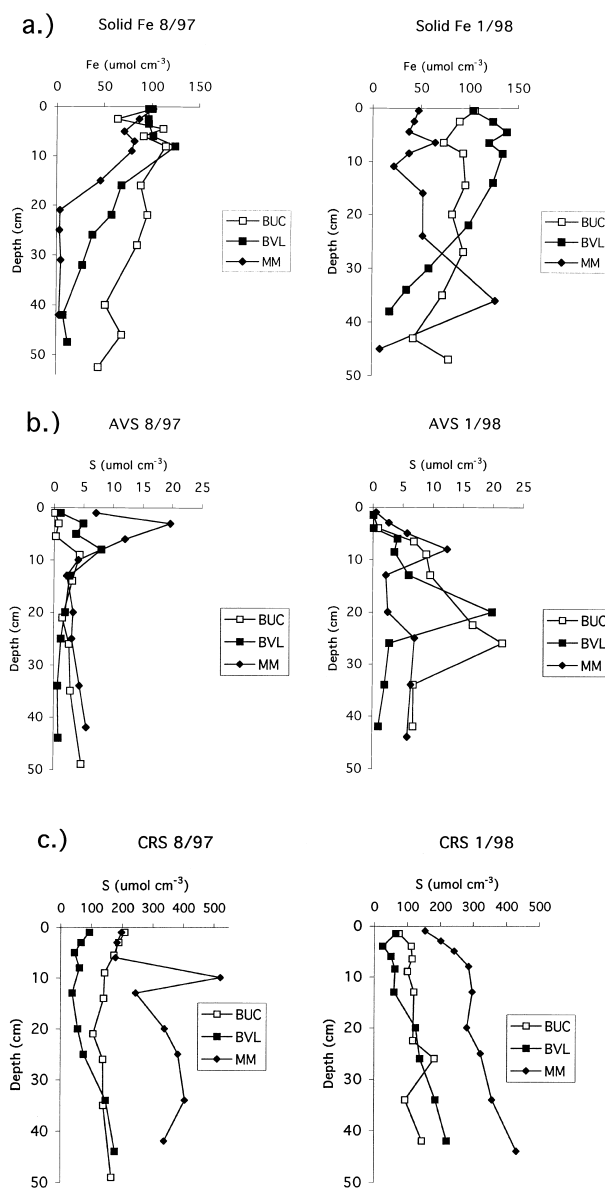 a.)
Solid Fe 8/97
Fe (umol cm-3)
0 50 100 150
0
10
20
30
40
50
Depth (cm)
BUC
BVL
MM
Solid Fe 1/98
Fe (umol cm-3)
0 50 100 150
0
10
20
30
40
50
Depth (cm)
BUC
BVL
MM
b.)
AVS 8/97
S (umol cm-3)
0 5 10 15 20 25
0
10
20
30
40
50
Depth (cm)
BUC
BVL
MM
AVS 1/98
S (umol cm-3)
0 5 10 15 20 25
0
10
20
30
40
50
Depth (cm)
BUC
BVL
MM
c.)
CRS 8/97
S (umol cm-3)
0 100 200 300 400 500
0
10
20
30
40
50
Depth (cm)
BUC
BVL
MM
CRS 1/98
S (umol cm-3)
0 100 200 300 400 500
0
10
20
30
40
50
Depth (cm)
BUC
BVL
MM